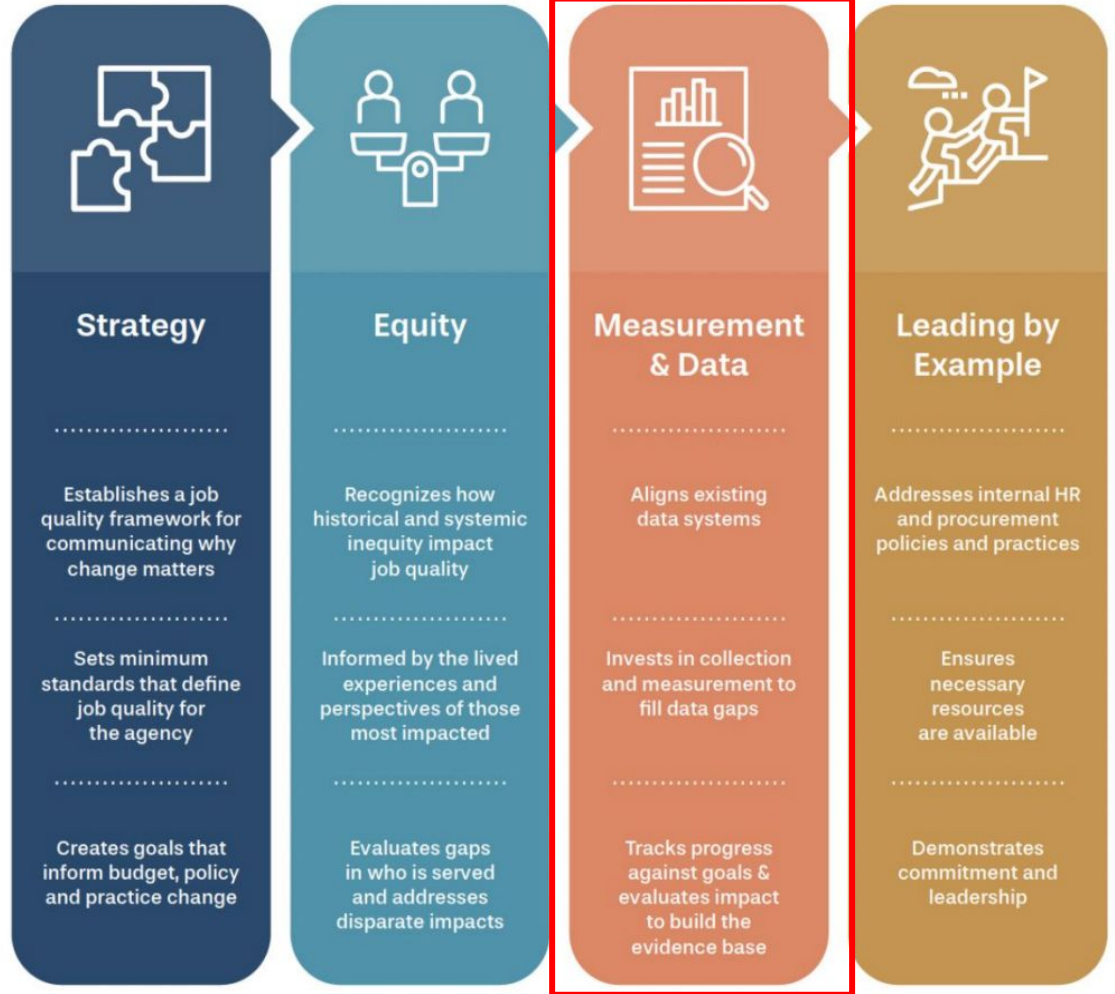 Strategy
Establishes a job
quality framework for
communicating why
change matters
Sets minimum
standards that define
job quality for
the agency
Creates goals that
inform budget, policy
and practice change
Equity
Recognizes how
historical and systemic
inequity impact
job quality
Informed by the lived
experiences and
perspectives of those
most impacted
Evaluates gaps
in who is served
and addresses
disparate impacts
Measurement
& Data
Aligns existing
data systems
Invests in collection
and measurement to
fill data gaps
Tracks progress
against goals &
evaluates impact
to build the
evidence base
Leading by
Example
Addresses internal HR
and procurement
policies and practices
Ensures
necessary
resources
are available
Demonstrates
commitment and
leadership